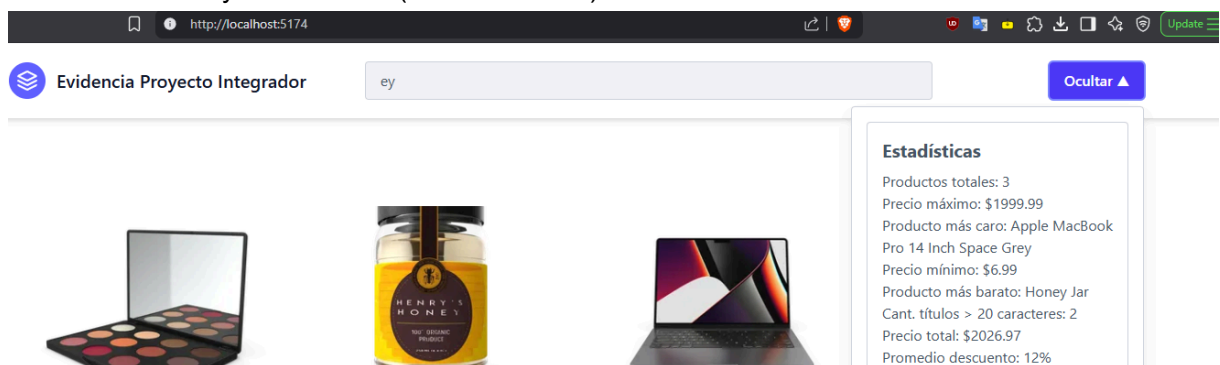 http://localhost:5174
Update
Evidencia Proyecto Integrador
ey
Ocultar ▲
Estadísticas
Productos totales: 3
Precio máximo: $1999.99
Producto más caro: Apple MacBook
Pro 14 Inch Space Grey
Precio mínimo: $6.99
Producto más barato: Honey Jar
Cant. títulos > 20 caracteres: 2
Precio total: $2026.97
Promedio descuento: 12%
HENRY'S
HONEY